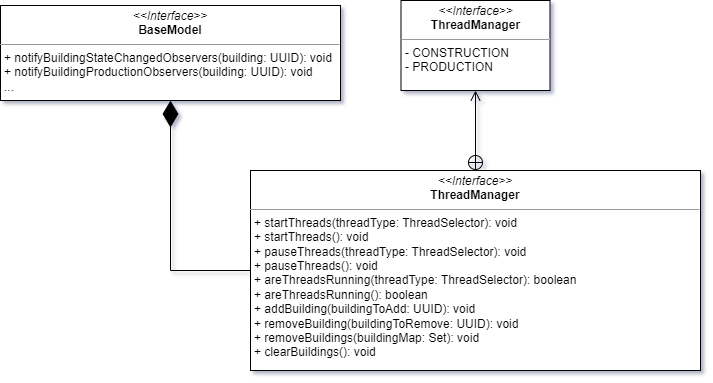 <<Interface>>
BaseModel
+ notifyBuildingStateChangedObservers(building: UUID): void
+ notifyBuildingProductionObservers(building: UUID): void
...
<<Interface>>
ThreadManager
- CONSTRUCTION
- PRODUCTION
<<Interface>>
ThreadManager
+ startThreads(threadType: ThreadSelector): void
+ startThreads(): void
+ pauseThreads(threadType: ThreadSelector): void
+ pauseThreads(): void
+ areThreadsRunning(threadType: ThreadSelector): boolean
+ areThreadsRunning(): boolean
+ addBuilding(buildingToAdd: UUID): void
+ removeBuilding(buildingToRemove: UUID): void
+ removeBuildings(buildingMap: Set): void
+ clearBuildings(): void